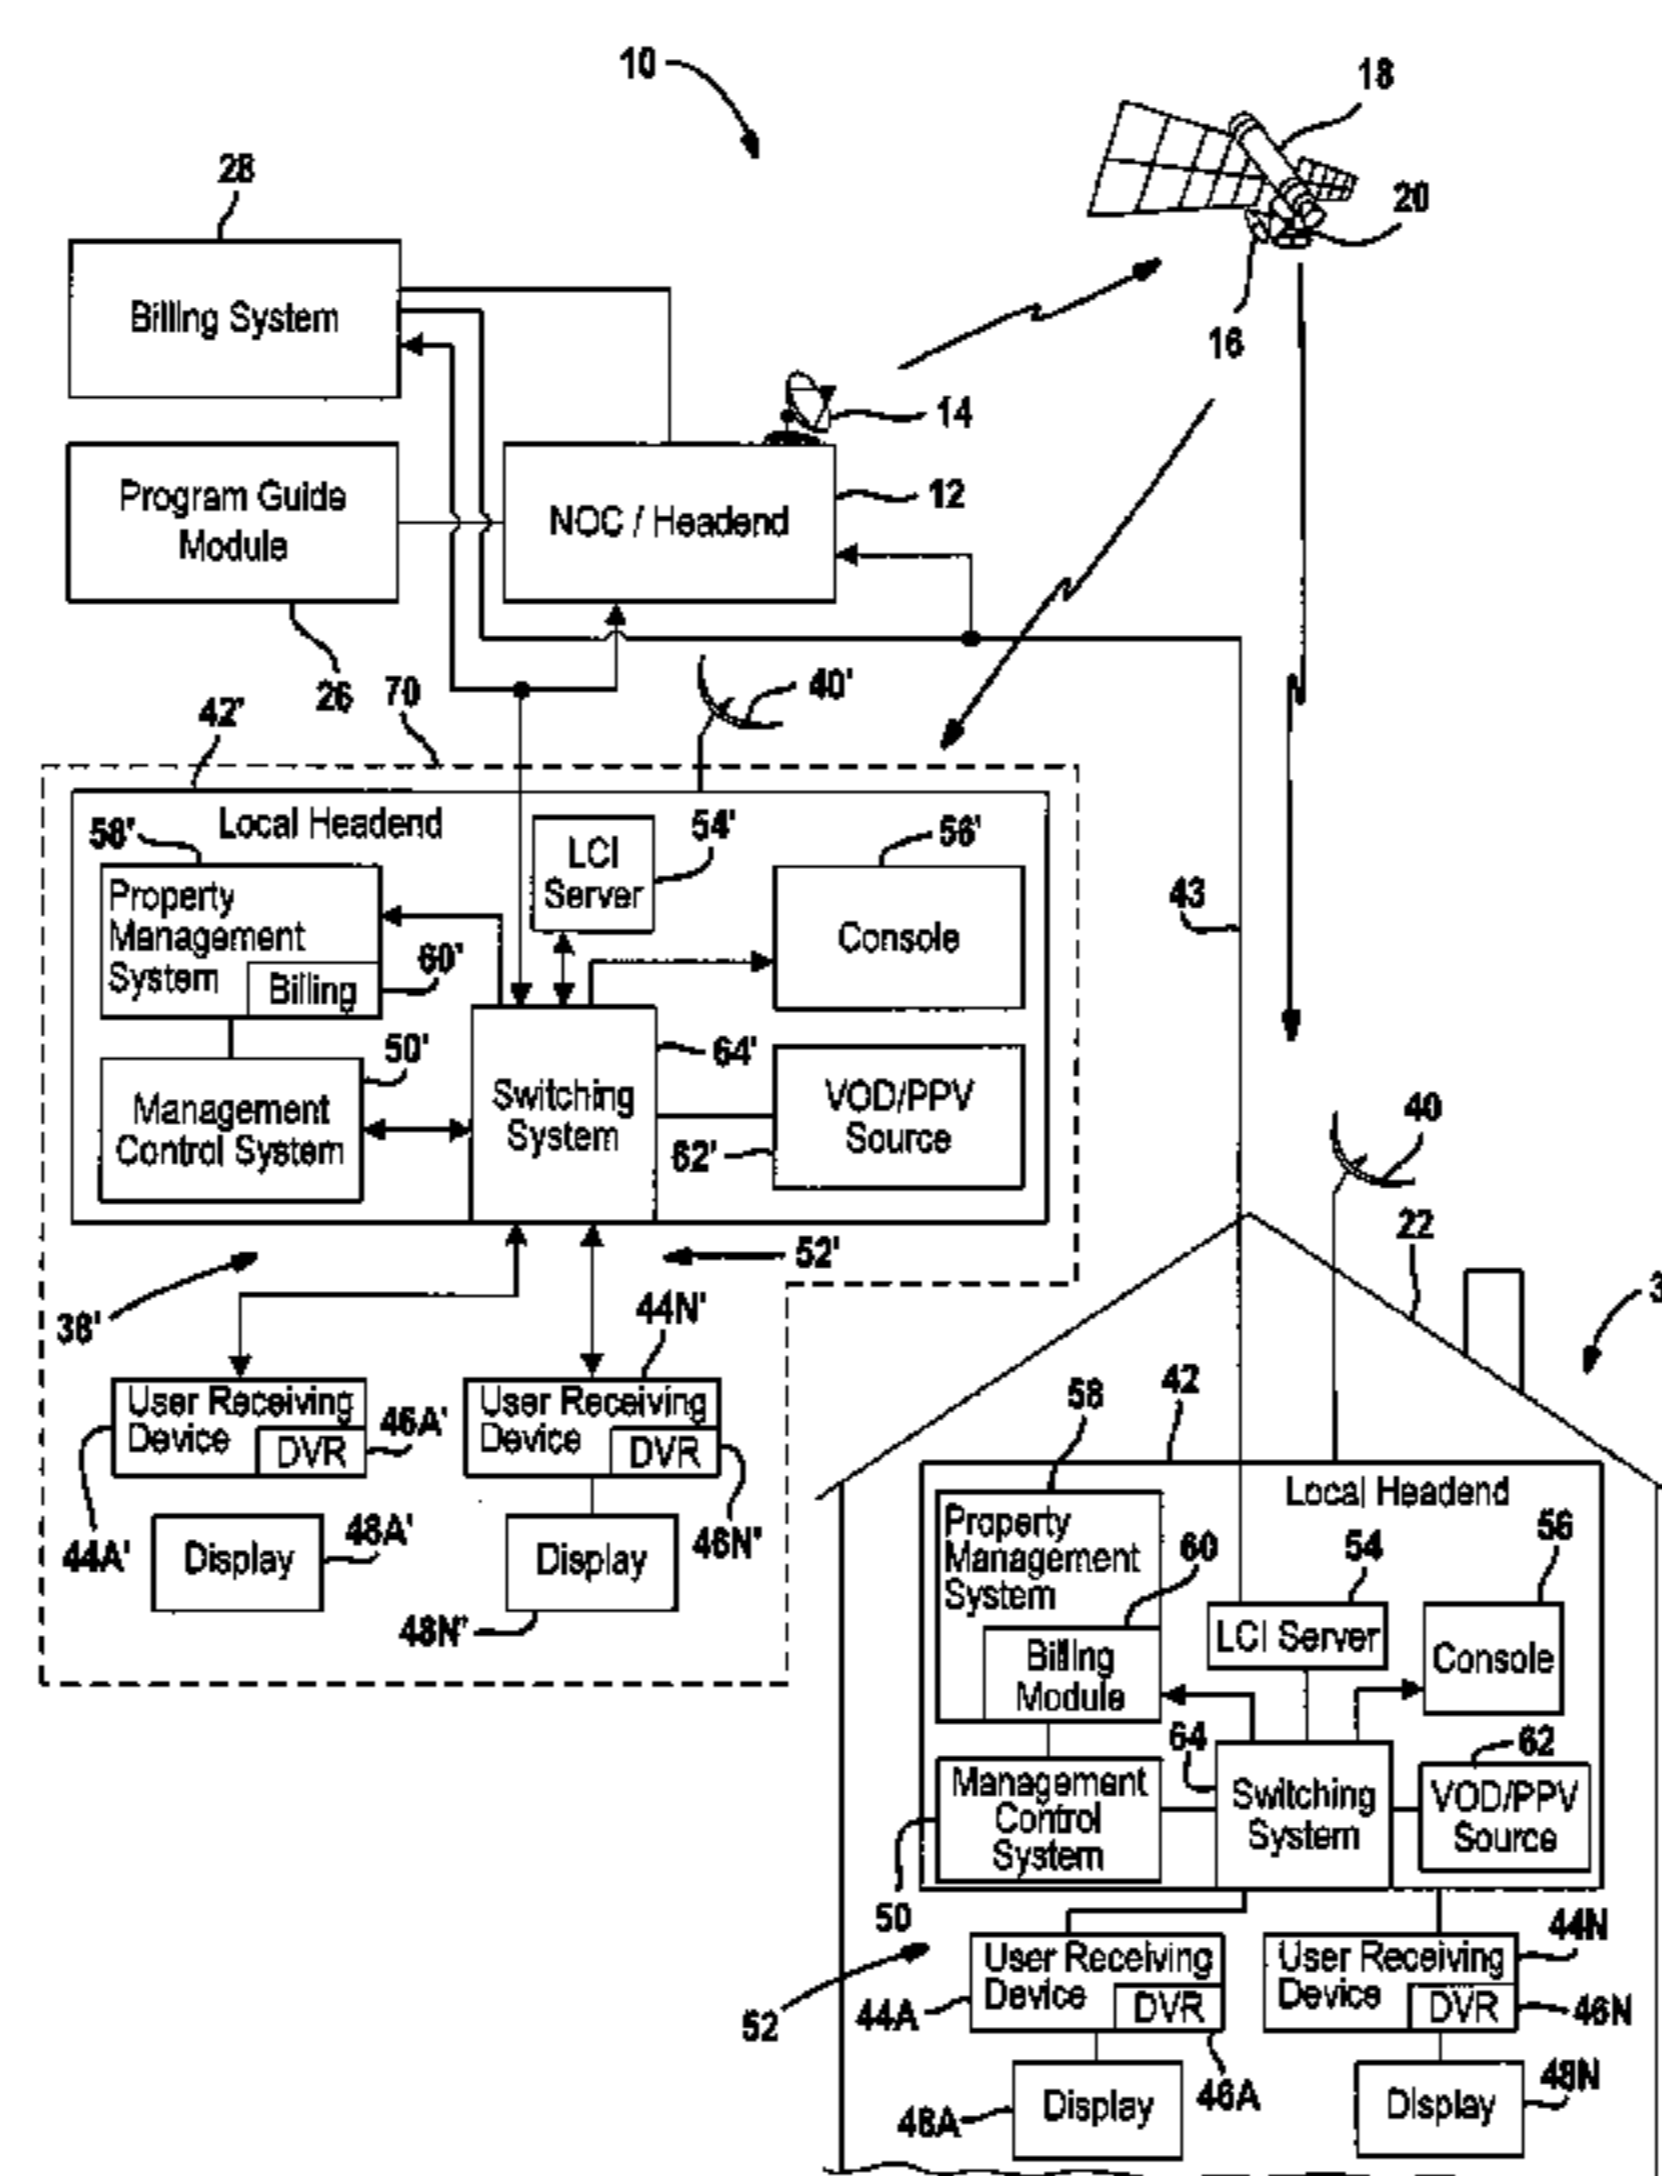 10
18
28
20
Billing System
16
14
Program Guide
Module
NOC / Headend
12
26
70
40'
42'
Local Headend
58'
54'
56'
LCI
Server
Property
Management
System
Billing
60'
Console
43
50'
64'
Management
Control System
Switching
System
VOD/PPV
Source
62'
40
22
52'
38'
44N'
User Receiving
Device
DVR
46A'
User Receiving
Device
DVR
58
42
44A'
Display
48A'
Display
46N'
48N'
Local Headend
Property
Management
System
60
54
56
LCI Server
Console
Billing
Module
64
62
Management
Control
System
Switching
System
VOD/PPV
Source
50
44N
52
44A
User Receiving
Device
DVR
User Receiving
Device
DVR
46N
48A
Display
46A
Display
48N